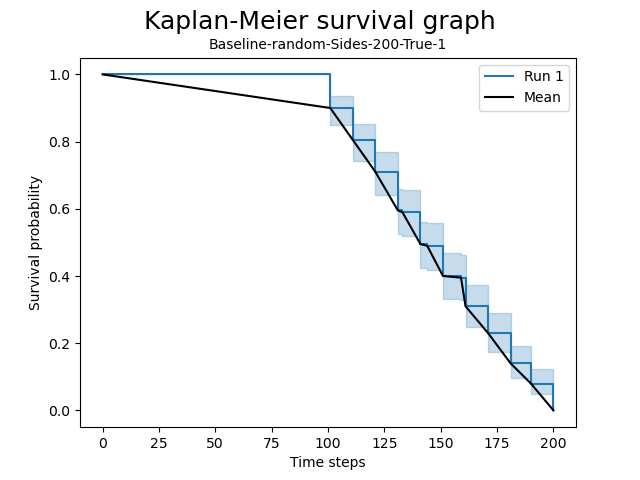 Kaplan-Meier survival graph
Baseline-random-Sides-200-True-1
Run 1
Mean
Survival probability
1.0
0.8
0.6
0.4
0.2
0.0
0 25 50 75 100 125 150 175 200
Time steps